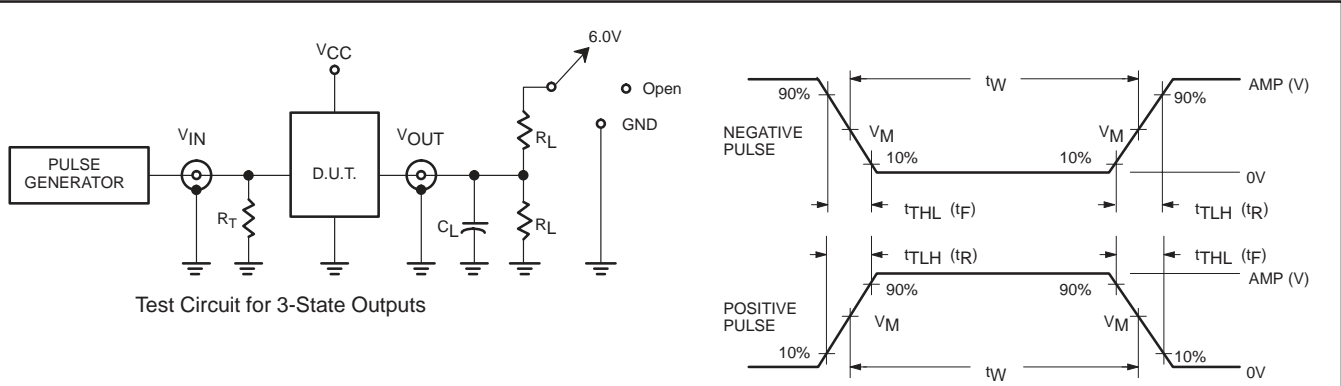 6.0V
VCC
Open
VIN
VOUT
RL
GND
PULSE
GENERATOR
D.U.T.
RT
CL
RL
Test Circuit for 3-State Outputs
tW
AMP (V)
90%
90%
NEGATIVE
PULSE
VM
VM
10%
10%
0V
tTHL (tF)
tTLH (tR)
tTLH (tR)
tTHL (tF)
AMP (V)
90%
90%
POSITIVE
PULSE
VM
VM
10%
10%
tW
0V